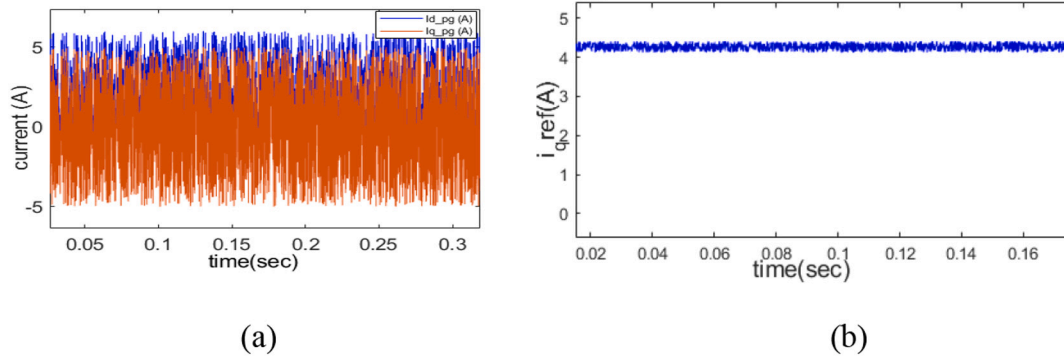 Id_pg (A)
Iq_pg (A)
current (A)
5
0
-5
0.05 0.1 0.15 0.2 0.25 0.3
time(sec)
(a)
i_qref(A)
5
4
3
2
1
0
0.02 0.04 0.06 0.08 0.1 0.12 0.14 0.16
time(sec)
(b)